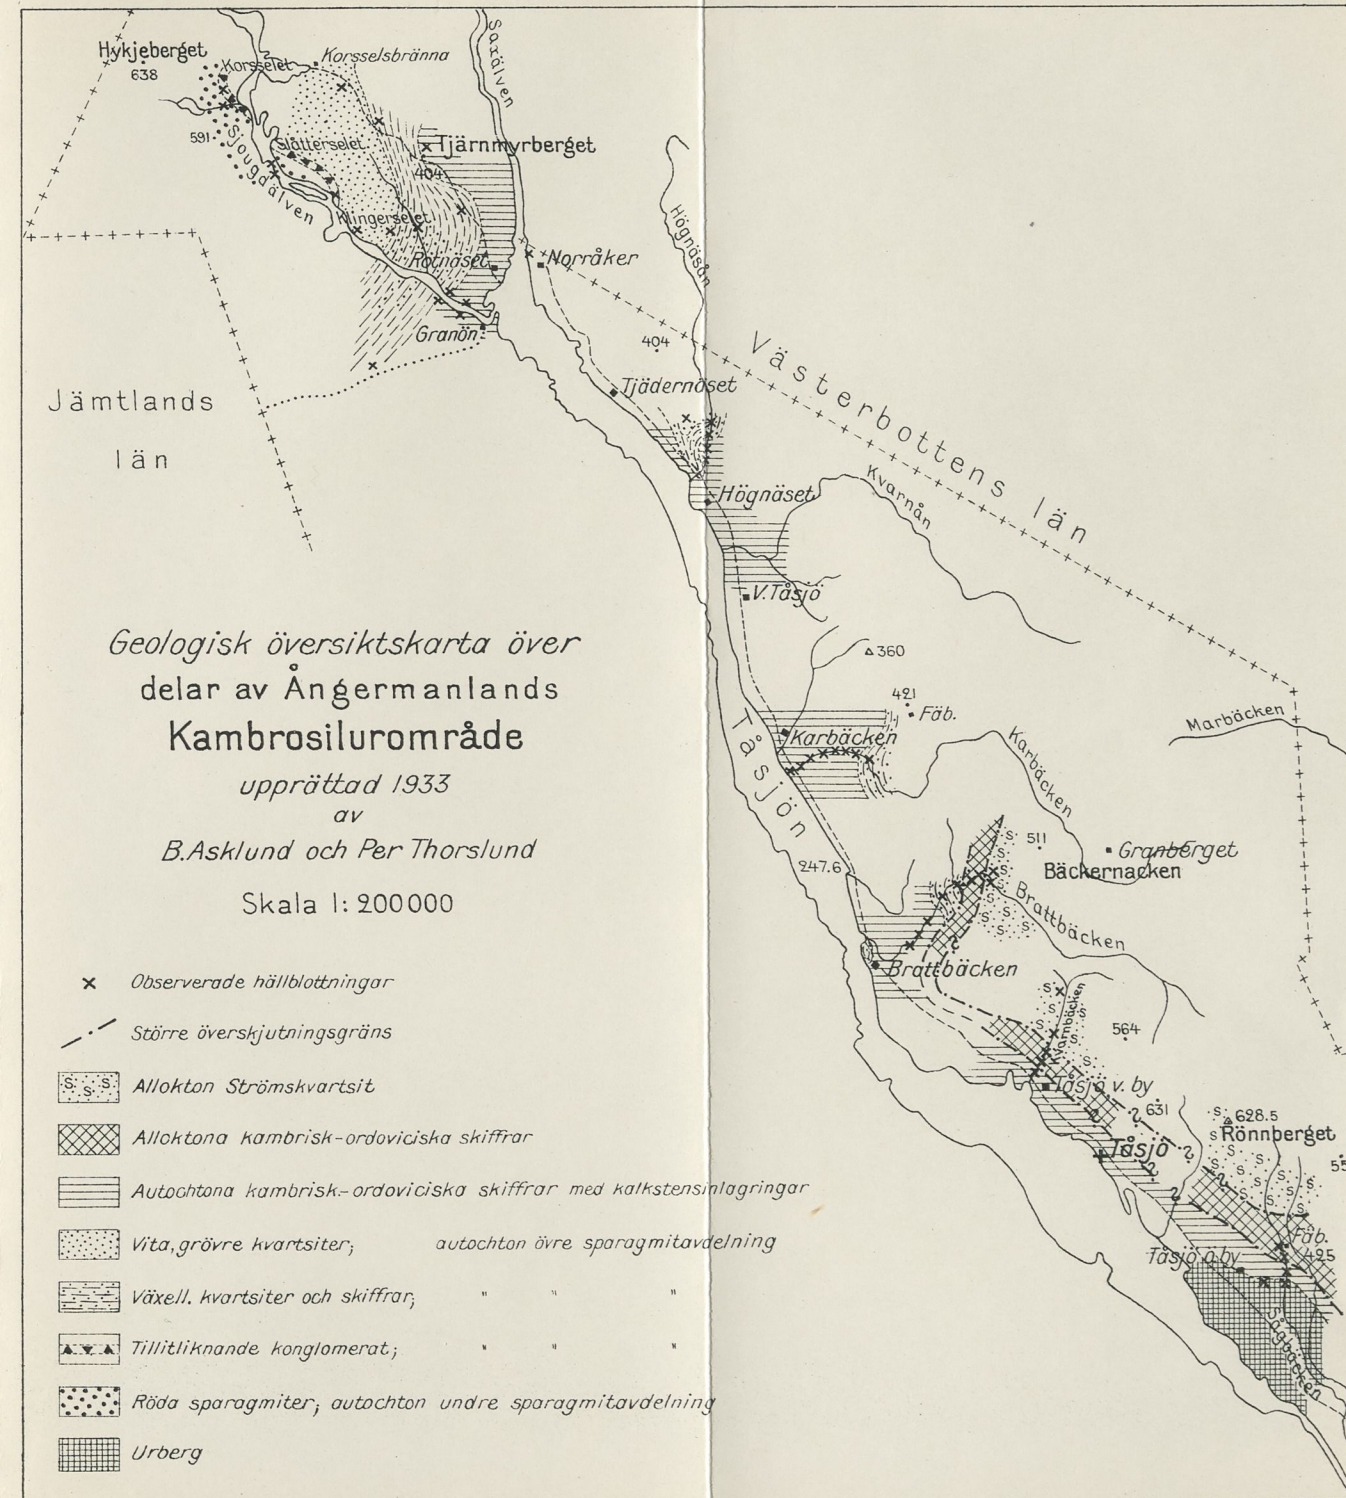 Hykjeberget
638
Korsselet
Korsselsbränna
Saxälven
591
Sjougdälven
Slåtterselet
Tjärnmyrberget
404
Klingerselet
Rotnäset
Norråker
Högnäsån
Granön
404
Västerbottens län
Tjädernäset
Jämtlands
län
Högnäset
Kvarnån
V. Tåsjö
360
421
Fäb.
Karbäcken
Karbäcken
Marbäcken
Tåsjön
Geologisk översiktskarta över
delar av Ångermanlands
Kambrosilurområde
upprättad 1933
av
B. Asklund och Per Thorslund
Skala 1:200000
247.6
511
Granberget
Bäckernacken
Brattbäcken
Brattbäcken
Kvarnbäcken
564
Tåsjö v. by
631
628.5
Rönnberget
Tåsjö
55
Fäb.
425
Tåsjö ö. by
Sågbäcken
Observerade hällblottningar
Större överskjutningsgräns
Allokton Strömskvartsit
Alloktona kambrisk-ordoviciska skiffrar
Autochtona kambrisk-ordoviciska skiffrar med kalkstensinlagringar
Vita, grövre kvartsiter; autochton övre sparagmitavdelning
Växell. kvartsiter och skiffrar; " " "
Tillitliknande konglomerat; " " "
Röda sparagmiter; autochton undre sparagmitavdelning
Urberg